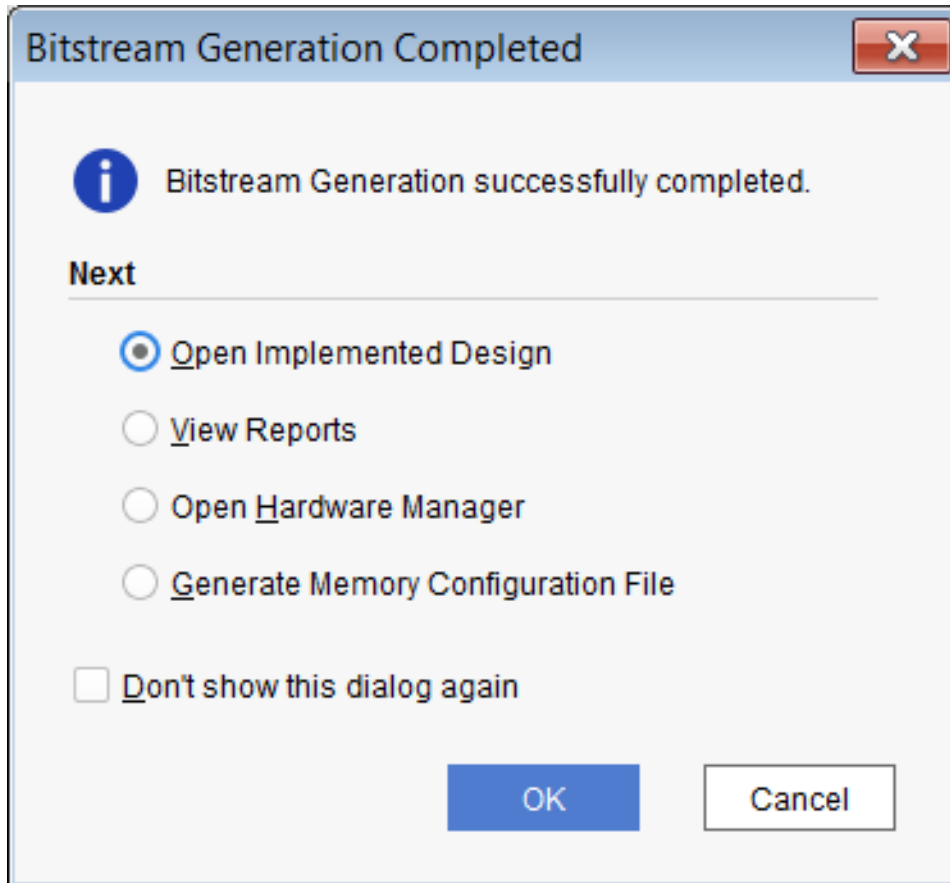 Bitstream Generation Completed
Bitstream Generation successfully completed.
Next
Open Implemented Design
View Reports
Open Hardware Manager
Generate Memory Configuration File
Don't show this dialog again
OK
Cancel